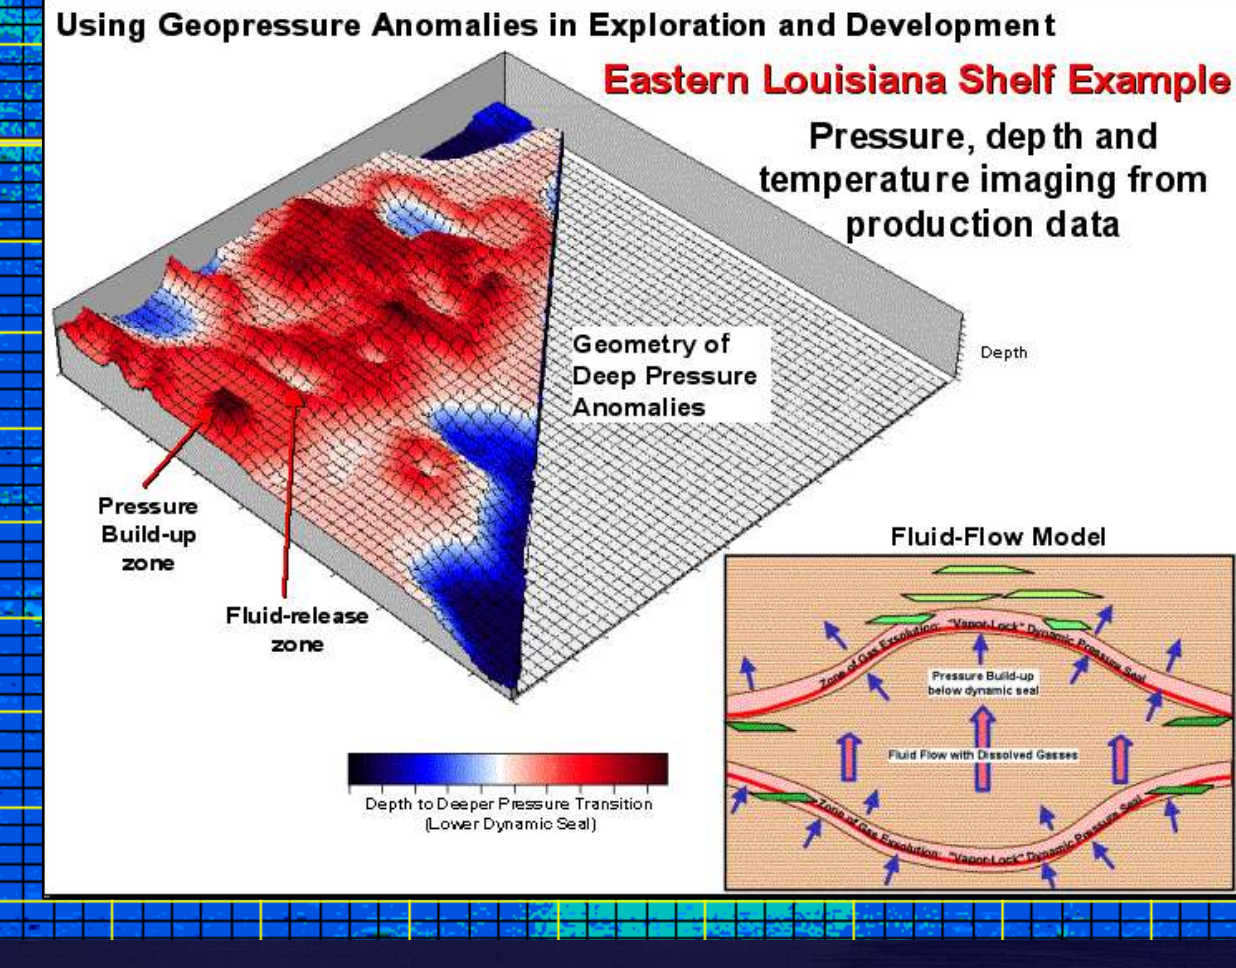 Using Geopressure Anomalies in Exploration and Development
Eastern Louisiana Shelf Example
Pressure, depth and
temperature imaging from
production data
Geometry of
Deep Pressure
Anomalies
Depth
Pressure
Build-up
zone
Fluid-release
zone
Depth to Deeper Pressure Transition
(Lower Dynamic Seal)
Fluid-Flow Model
Zone of Gas Exsolution: "Vapor-Lock" Dynamic Pressure Seal
Pressure Build-up
below dynamic seal
Fluid Flow with Dissolved Gasses
Zone of Gas Exsolution: "Vapor-Lock" Dynamic Pressure Seal